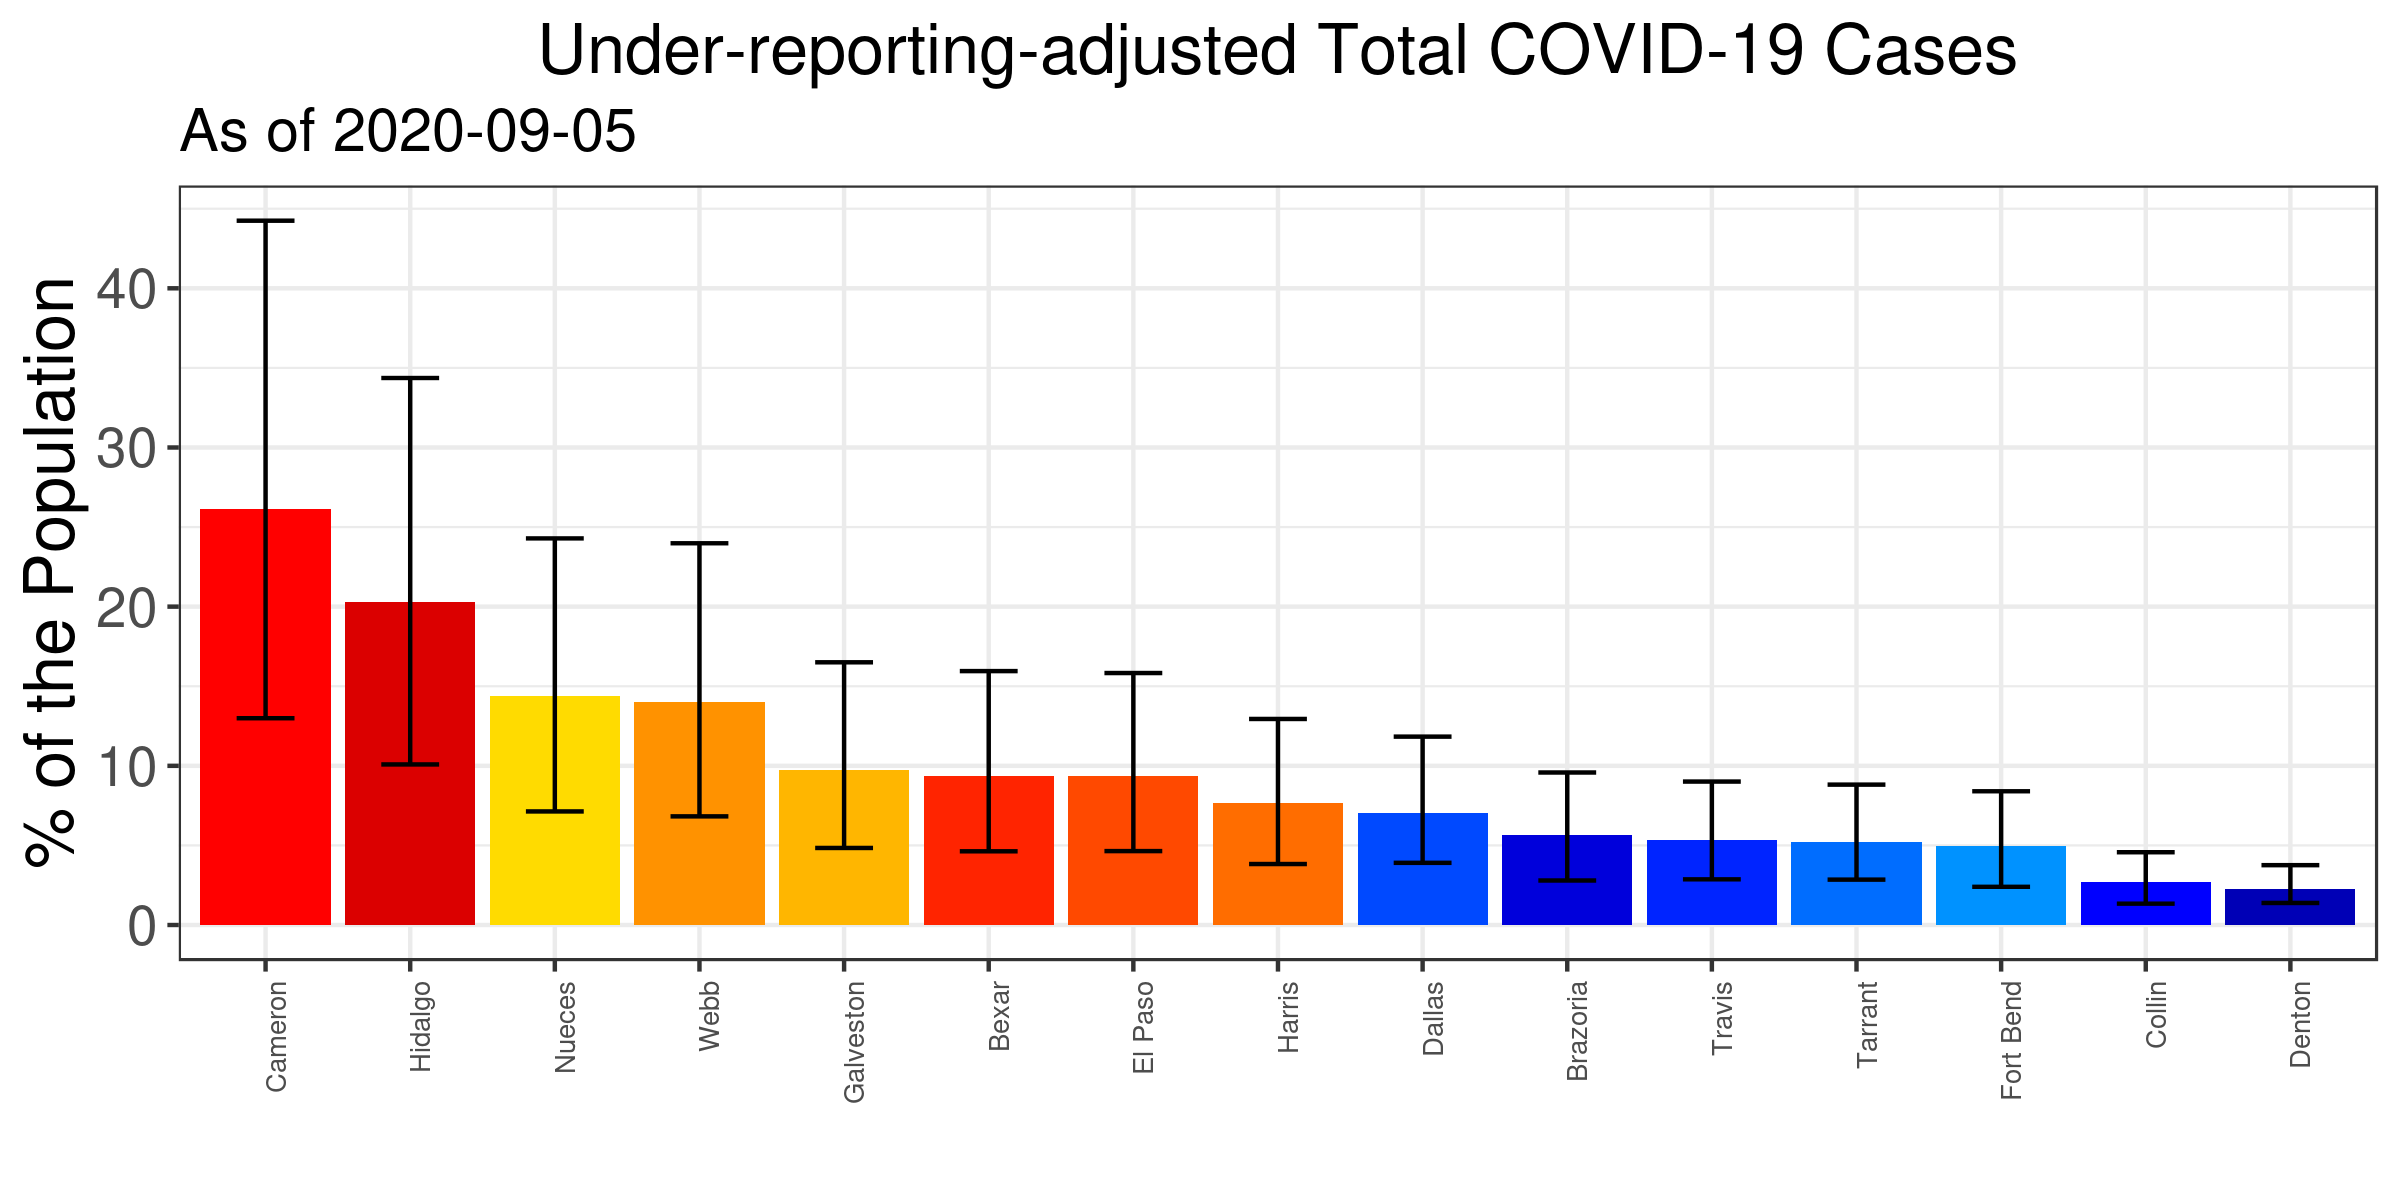 Under-reporting-adjusted Total COVID-19 Cases
As of 2020-09-05
% of the Population
40
30
20
10
0
Cameron
Hidalgo
Nueces
Webb
Galveston
Bexar
El Paso
Harris
Dallas
Brazoria
Travis
Tarrant
Fort Bend
Collin
Denton